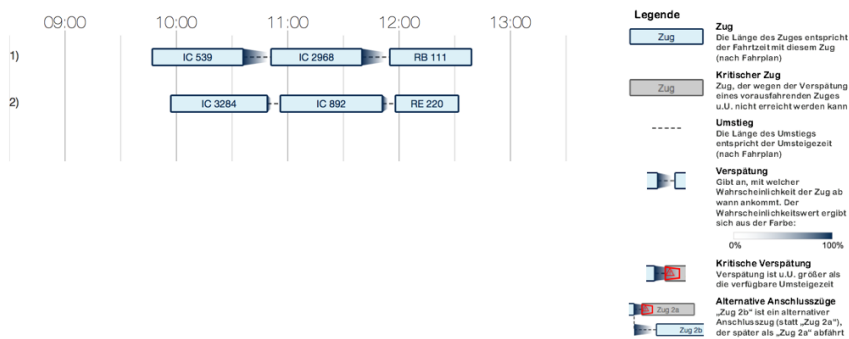 09:00 10:00 11:00 12:00 13:00
1) IC 539 IC 2968 RB 111
2) IC 3284 IC 892 RE 220
Legende
Zug
Zug
Die Länge des Zuges entspricht
der Fahrtzeit mit diesem Zug
(nach Fahrplan)
Kritischer Zug
Zug
Zug, der wegen der Verspätung
eines vorausfahrenden Zuges
u.U. nicht erreicht werden kann
Umstieg
Die Länge des Umstiegs
entspricht der Umsteigezeit
(nach Fahrplan)
Verspätung
Gibt an, mit welcher
Wahrscheinlichkeit der Zug ab
wann ankommt. Der
Wahrscheinlichkeitswert ergibt
sich aus der Farbe:
0% 100%
Kritische Verspätung
Verspätung ist u.U. größer als
die verfügbare Umsteigezeit
Alternative Anschlusszüge
Zug 2a
„Zug 2b“ ist ein alternativer
Anschlusszug (statt „Zug 2a“),
Zug 2b
der später als „Zug 2a“ abfährt